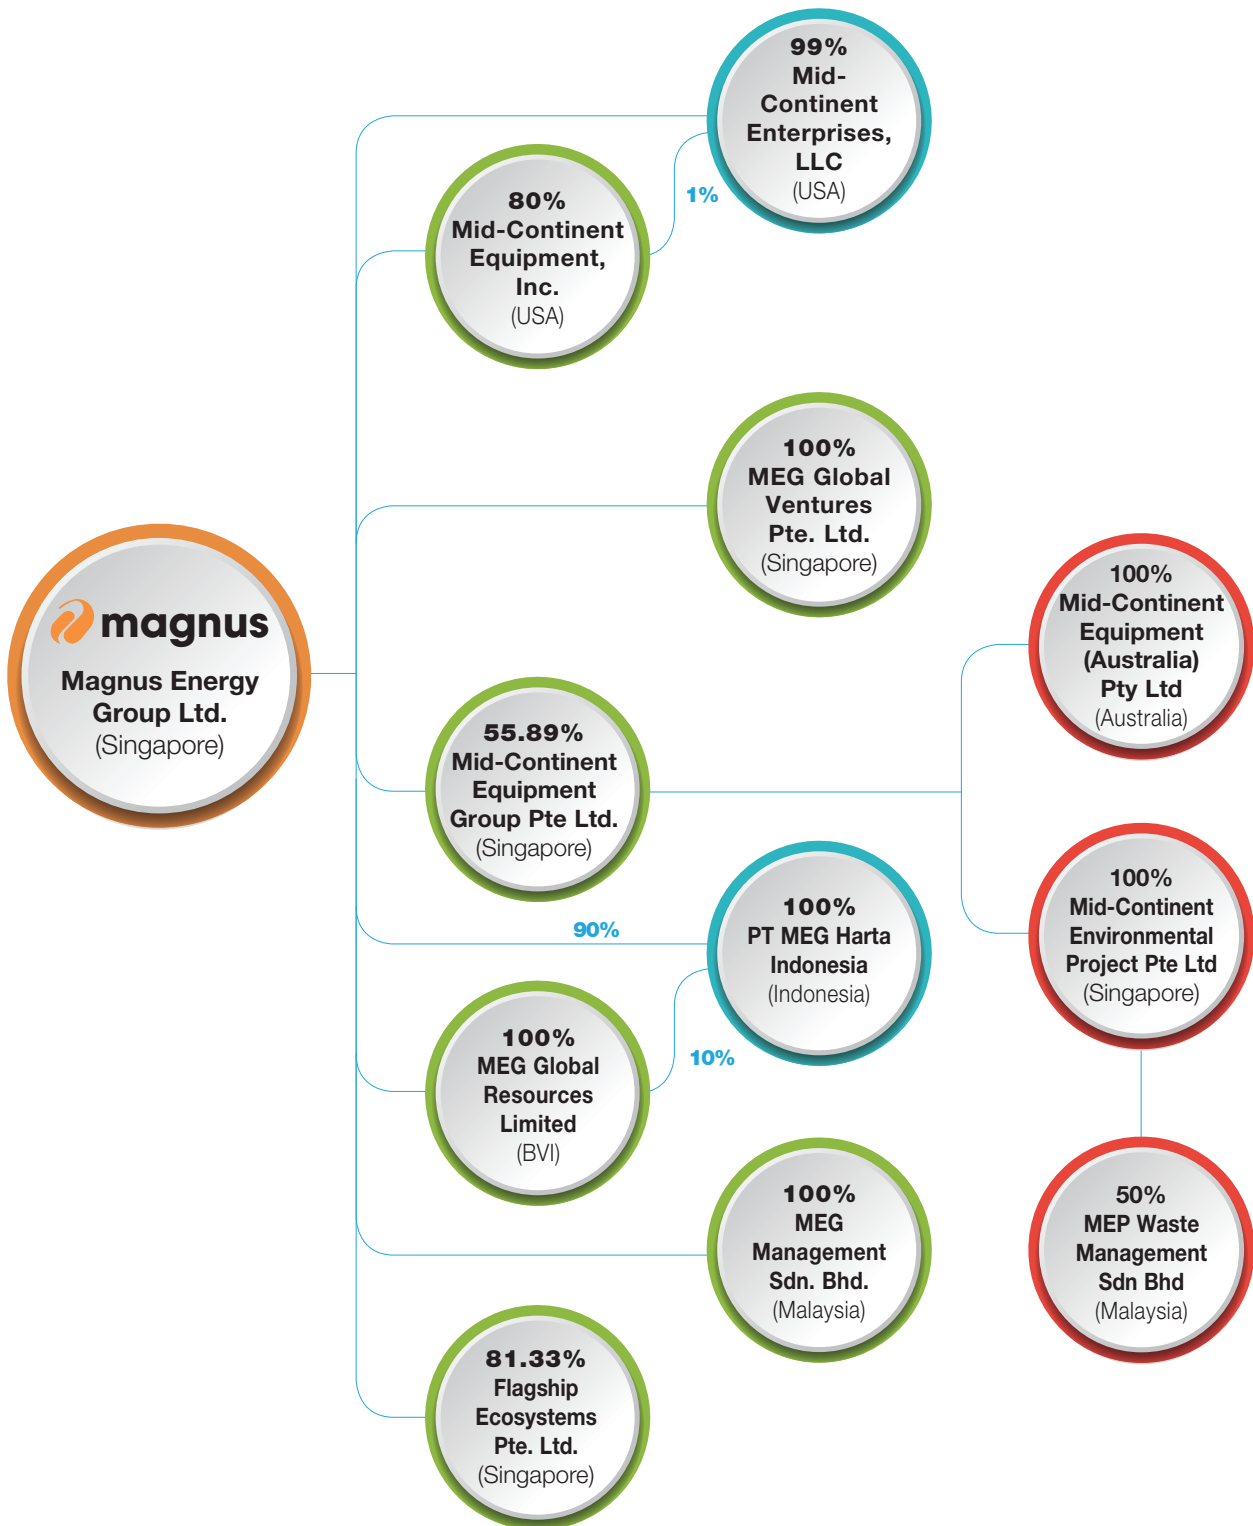 99%
Mid-
Continent
Enterprises,
LLC
(USA)
1%
80%
Mid-Continent
Equipment,
Inc.
(USA)
100%
MEG Global
Ventures
Pte. Ltd.
(Singapore)
magnus
Magnus Energy
Group Ltd.
(Singapore)
100%
Mid-Continent
Equipment
(Australia)
Pty Ltd
(Australia)
55.89%
Mid-Continent
Equipment
Group Pte Ltd.
(Singapore)
90%
100%
PT MEG Harta
Indonesia
(Indonesia)
100%
Mid-Continent
Environmental
Project Pte Ltd
(Singapore)
10%
100%
MEG Global
Resources
Limited
(BVI)
100%
MEG
Management
Sdn. Bhd.
(Malaysia)
50%
MEP Waste
Management
Sdn Bhd
(Malaysia)
81.33%
Flagship
Ecosystems
Pte. Ltd.
(Singapore)